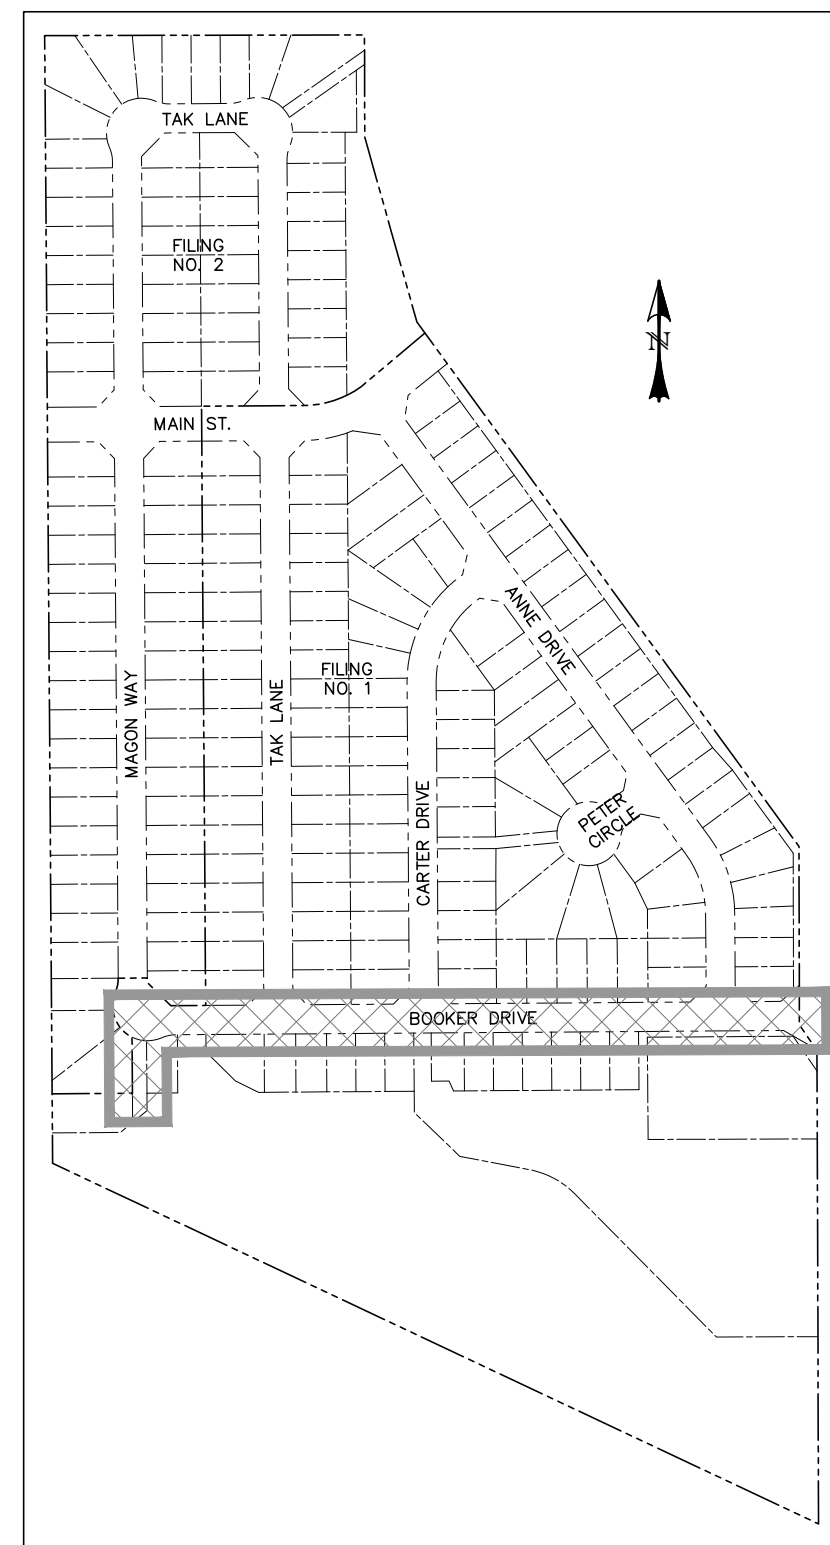 TAK LANE
FILING
NO. 2
N
MAIN ST.
ANNE DRIVE
FILING
NO. 1
MAGON WAY
TAK LANE
CARTER DRIVE
PETER
CIRCLE
BOOKER DRIVE